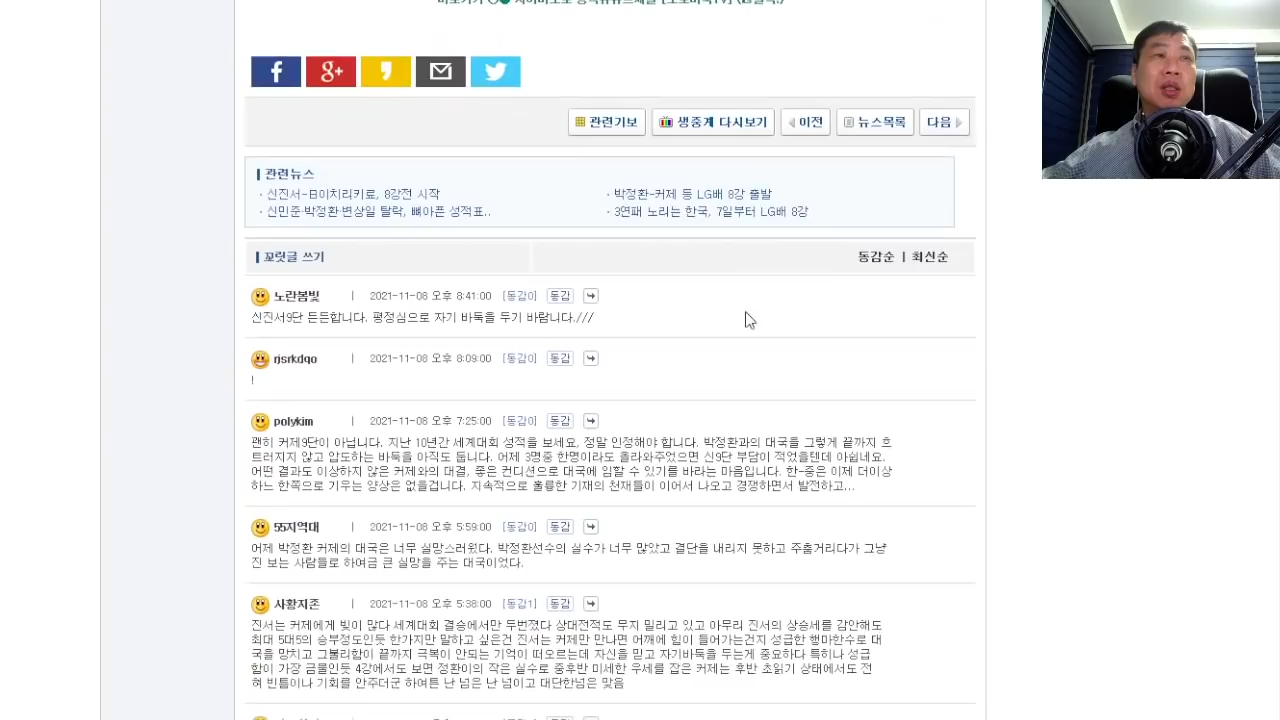 관련기보 생중계 다시보기 이전 뉴스목록 다음
관련뉴스
· 신진서-日이치리키료, 8강전 시작
· 박정환-커제 등 LG배 8강 출발
· 신민준·박정환·변상일 탈락, 뼈아픈 성적표..
· 3연패 노리는 한국, 7일부터 LG배 8강
꼬릿글 쓰기
동감순 | 최신순
노란봄빛 | 2021-11-08 오후 8:41:00 [동감0] 동감
신진서9단 든든합니다. 평정심으로 자기 바둑을 두기 바랍니다.///
rjsrkdqo | 2021-11-08 오후 8:09:00 [동감0] 동감
!
polykim | 2021-11-08 오후 7:25:00 [동감0] 동감
괜히 커제9단이 아닙니다. 지난 10년간 세계대회 성적을 보세요, 정말 인정해야 합니다. 박정환과의 대국을 그렇게 끝까지 흐
트러지지 않고 압도하는 바둑을 아직도 둡니다. 어제 3명중 한명이라도 올라와주었으면 신9단 부담이 적었을텐데 아쉽네요.
어떤 결과도 이상하지 않은 커제와의 대결, 좋은 컨디션으로 대국에 임할 수 있기를 바라는 마음입니다. 한-중은 이제 더이상
하느 한쪽으로 기우는 양상은 없을겁니다. 지속적으로 훌륭한 기재의 천재들이 이어서 나오고 경쟁하면서 발전하고...
55지역대 | 2021-11-08 오후 5:59:00 [동감0] 동감
어제 박정환 커제의 대국은 너무 실망스러웠다. 박정환선수의 실수가 너무 많았고 결단을 내리지 못하고 주춤거리다가 그냥
진 보는 사람들로 하여금 큰 실망을 주는 대국이었다.
사황지존 | 2021-11-08 오후 5:38:00 [동감1] 동감
진서는 커제에게 빚이 많다 세계대회 결승에서만 두번졌다 상대전적도 무지 밀리고 있고 아무리 진서의 상승세를 감안해도
최대 5대5의 승부정도인듯 한가지만 말하고 싶은건 진서는 커제만 만나면 어깨에 힘이 들어가는건지 성급한 행마한수로 대
국을 망치고 그불리함이 끝까지 극복이 안되는 기억이 떠오르는데 자신을 믿고 자기바둑을 두는게 중요하다 특히나 성급
함이 가장 금물인듯 4강에서도 보면 정환이의 작은 실수로 중후반 미세한 우세를 잡은 커제는 후반 초읽기 상태에서도 전
혀 빈틈이나 기회를 안주더군 하여튼 난 넘은 난 넘이고 대단한넘은 맞음